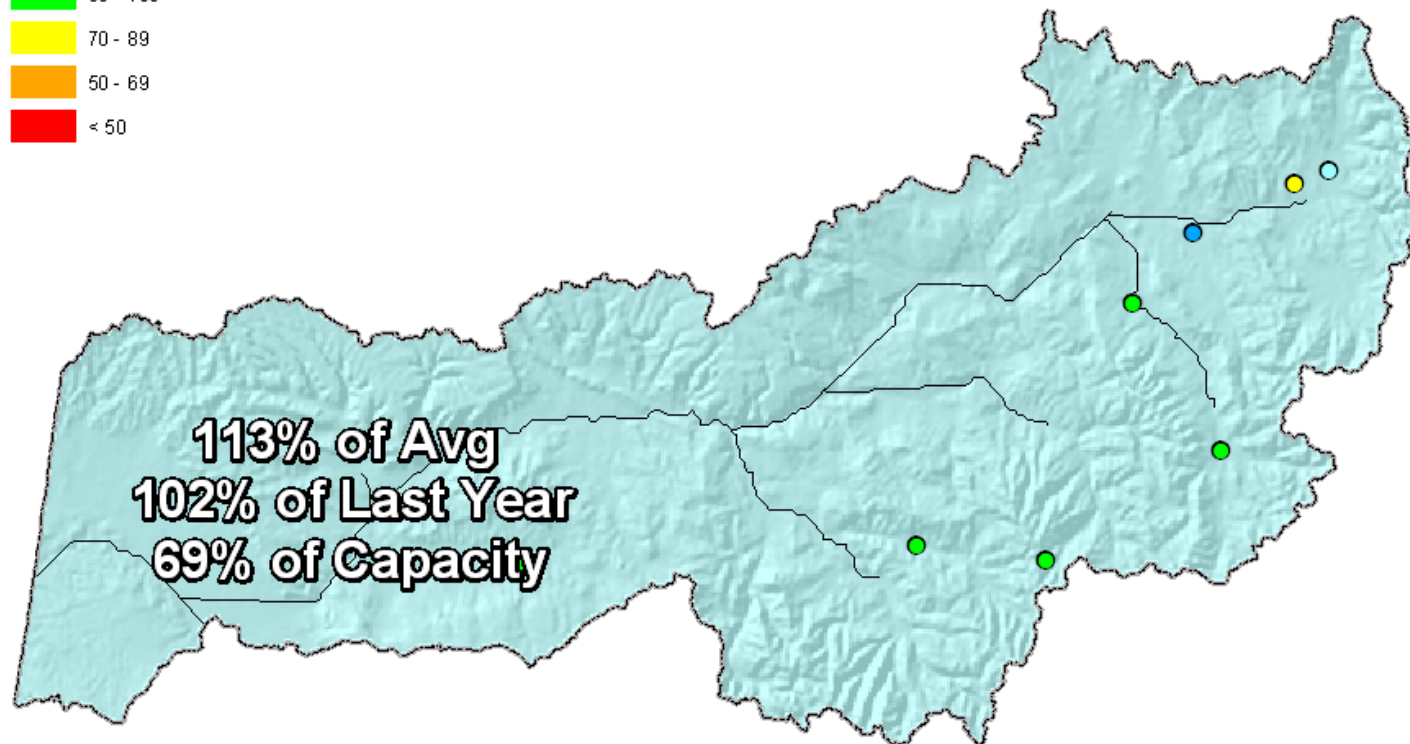 70 - 89
50 - 69
< 50
113% of Avg
102% of Last Year
69% of Capacity